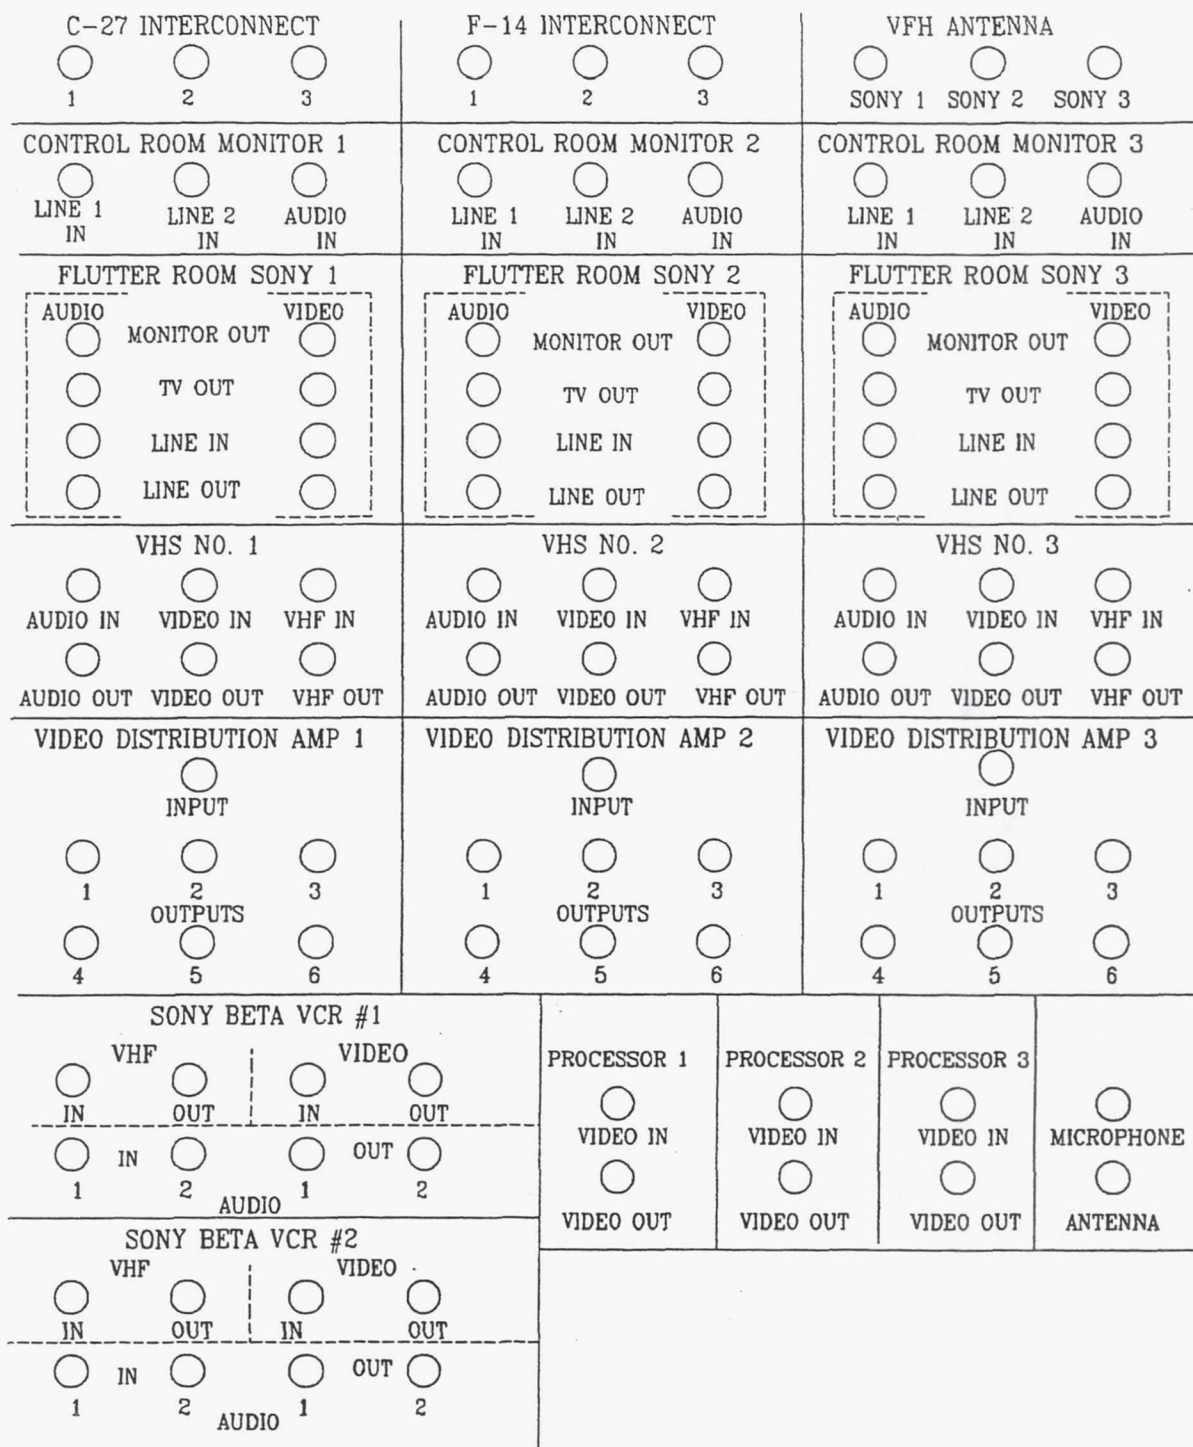 C-27 INTERCONNECT F-14 INTERCONNECT VFH ANTENNA
1 2 3 1 2 3 SONY 1 SONY 2 SONY 3
CONTROL ROOM MONITOR 1 CONTROL ROOM MONITOR 2 CONTROL ROOM MONITOR 3
LINE 1 LINE 2 AUDIO LINE 1 LINE 2 AUDIO LINE 1 LINE 2 AUDIO
IN IN IN IN IN IN IN IN IN
FLUTTER ROOM SONY 1 FLUTTER ROOM SONY 2 FLUTTER ROOM SONY 3
AUDIO VIDEO AUDIO VIDEO AUDIO VIDEO
MONITOR OUT MONITOR OUT MONITOR OUT
TV OUT TV OUT TV OUT
LINE IN LINE IN LINE IN
LINE OUT LINE OUT LINE OUT
VHS NO. 1 VHS NO. 2 VHS NO. 3
AUDIO IN VIDEO IN VHF IN AUDIO IN VIDEO IN VHF IN AUDIO IN VIDEO IN VHF IN
AUDIO OUT VIDEO OUT VHF OUT AUDIO OUT VIDEO OUT VHF OUT AUDIO OUT VIDEO OUT VHF OUT
VIDEO DISTRIBUTION AMP 1 VIDEO DISTRIBUTION AMP 2 VIDEO DISTRIBUTION AMP 3
INPUT INPUT INPUT
1 2 3 1 2 3 1 2 3
OUTPUTS OUTPUTS OUTPUTS
4 5 6 4 5 6 4 5 6
SONY BETA VCR #1
VHF VIDEO
IN OUT IN OUT
IN OUT
1 2 1 2
AUDIO
PROCESSOR 1 PROCESSOR 2 PROCESSOR 3
VIDEO IN VIDEO IN VIDEO IN MICROPHONE
VIDEO OUT VIDEO OUT VIDEO OUT ANTENNA
SONY BETA VCR #2
VHF VIDEO
IN OUT IN OUT
IN OUT
1 2 1 2
AUDIO